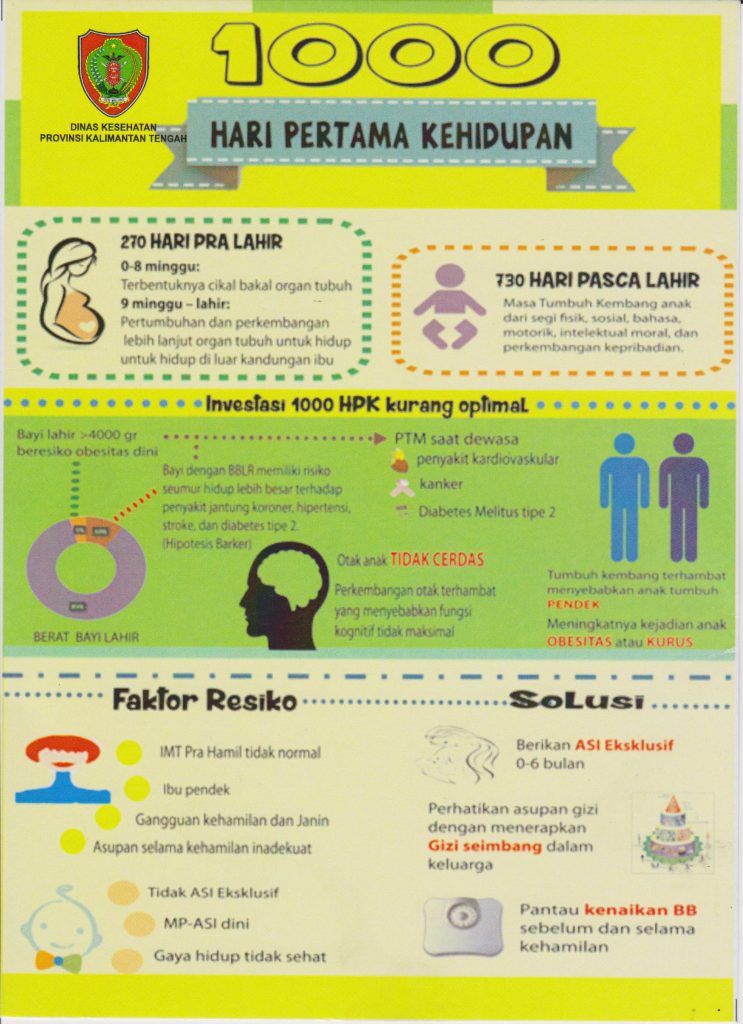 1000
DINAS KESEHATAN
PROVINSI KALIMANTAN TENGAH
HARI PERTAMA KEHIDUPAN
270 HARI PRA LAHIR
0-8 minggu:
Terbentuknya cikal bakal organ tubuh
9 minggu – lahir:
Pertumbuhan dan perkembangan
lebih lanjut organ tubuh untuk hidup
untuk hidup di luar kandungan ibu
730 HARI PASCA LAHIR
Masa Tumbuh Kembang anak
dari segi fisik, sosial, bahasa,
motorik, intelektual moral, dan
perkembangan kepribadian.
Investasi 1000 HPK kurang optimal
Bayi lahir >4000 gr
beresiko obesitas dini
Bayi dengan BBLR memiliki risiko
seumur hidup lebih besar terhadap
penyakit jantung koroner, hipertensi,
stroke, dan diabetes tipe 2.
(Hipotesis Barker)
BERAT BAYI LAHIR
PTM saat dewasa
penyakit kardiovaskular
kanker
Diabetes Melitus tipe 2
Otak anak TIDAK CERDAS
Perkembangan otak terhambat
yang menyebabkan fungsi
kognitif tidak maksimal
Tumbuh kembang terhambat
menyebabkan anak tumbuh
PENDEK
Meningkatnya kejadian anak
OBESITAS atau KURUS
Faktor Resiko
IMT Pra Hamil tidak normal
Ibu pendek
Gangguan kehamilan dan Janin
Asupan selama kehamilan inadekuat
Tidak ASI Eksklusif
MP-ASI dini
Gaya hidup tidak sehat
Solusi
Berikan ASI Eksklusif
0-6 bulan
Perhatikan asupan gizi
dengan menerapkan
Gizi seimbang dalam
keluarga
Pantau kenaikan BB
sebelum dan selama
kehamilan